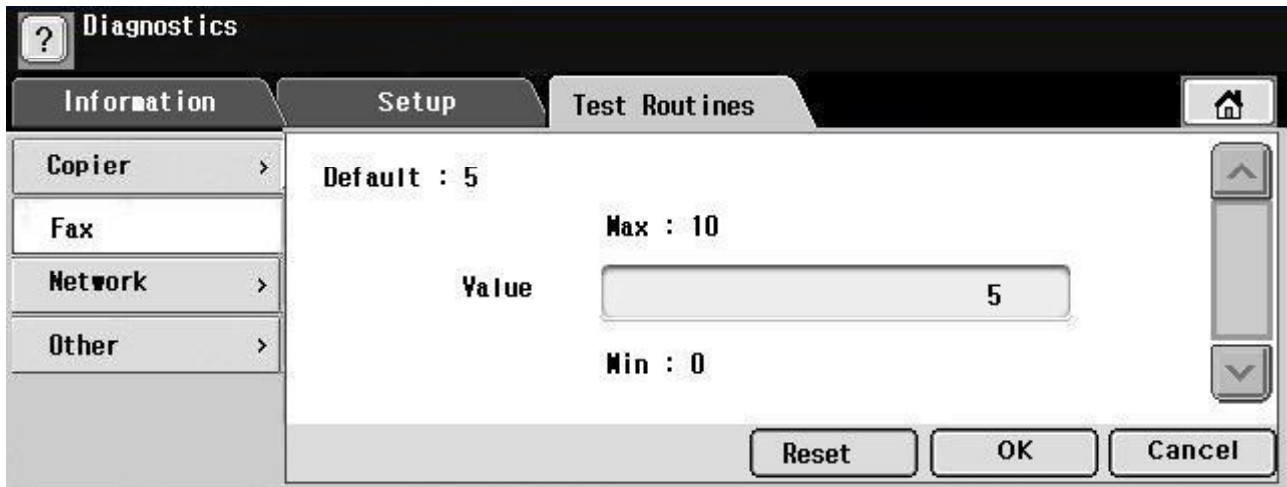 ? Diagnostics
Information Setup Test Routines
Copier >
Default : 5
Fax
Max : 10
Network >
Value 5
Other >
Min : 0
Reset OK Cancel